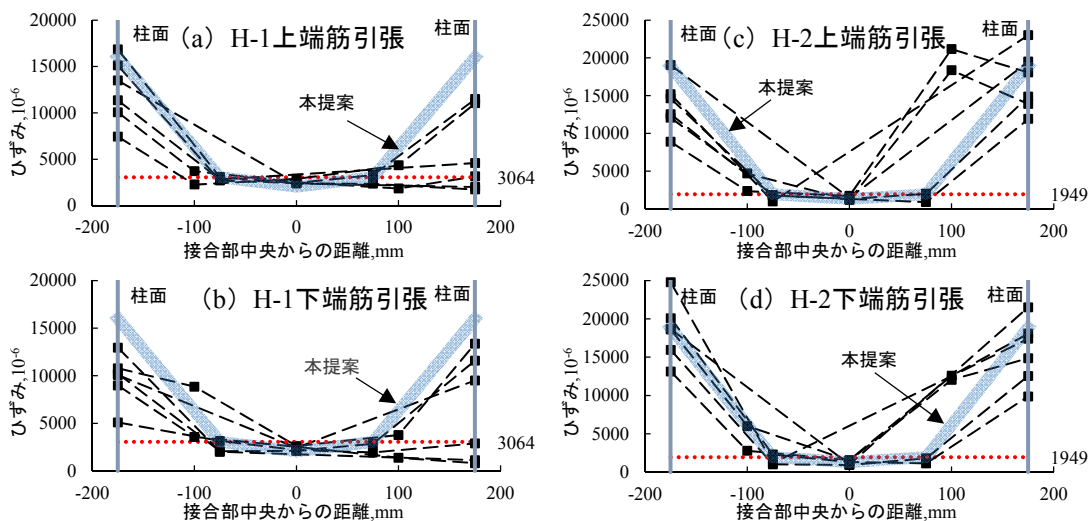 (a) H-1上端筋引張
柱面
柱面
本提案
3064
20000
15000
10000
5000
0
-200
-100
0
100
200
ひずみ,10-6
接合部中央からの距離,mm
(c) H-2上端筋引張
柱面
柱面
本提案
1949
25000
20000
15000
10000
5000
0
-200
-100
0
100
200
ひずみ,10-6
接合部中央からの距離,mm
(b) H-1下端筋引張
柱面
柱面
本提案
3064
20000
15000
10000
5000
0
-200
-100
0
100
200
ひずみ,10-6
接合部中央からの距離,mm
(d) H-2下端筋引張
柱面
柱面
本提案
1949
25000
20000
15000
10000
5000
0
-200
-100
0
100
200
ひずみ,10-6
接合部中央からの距離,mm